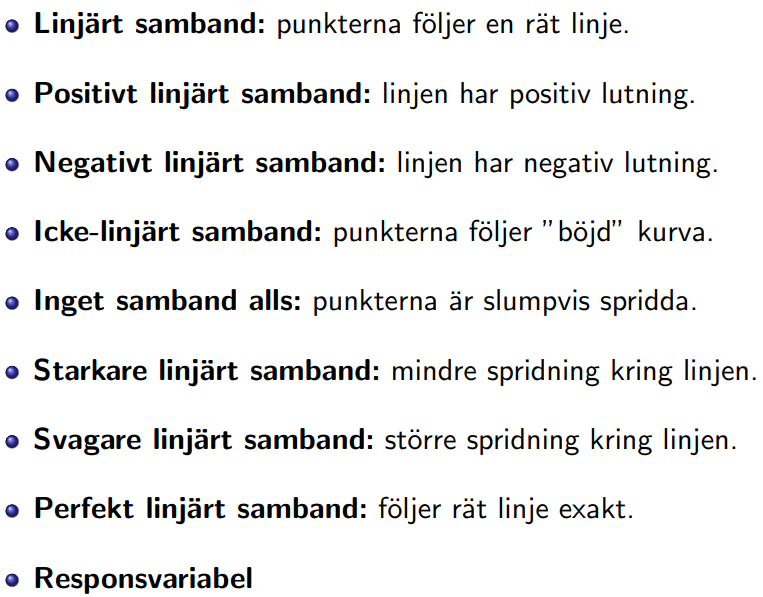 Linjärt samband: punkterna följer en rät linje.
Positivt linjärt samband: linjen har positiv lutning.
Negativt linjärt samband: linjen har negativ lutning.
Icke-linjärt samband: punkterna följer ”böjd” kurva.
Inget samband alls: punkterna är slumpvis spridda.
Starkare linjärt samband: mindre spridning kring linjen.
Svagare linjärt samband: större spridning kring linjen.
Perfekt linjärt samband: följer rät linje exakt.
Responsvariabel